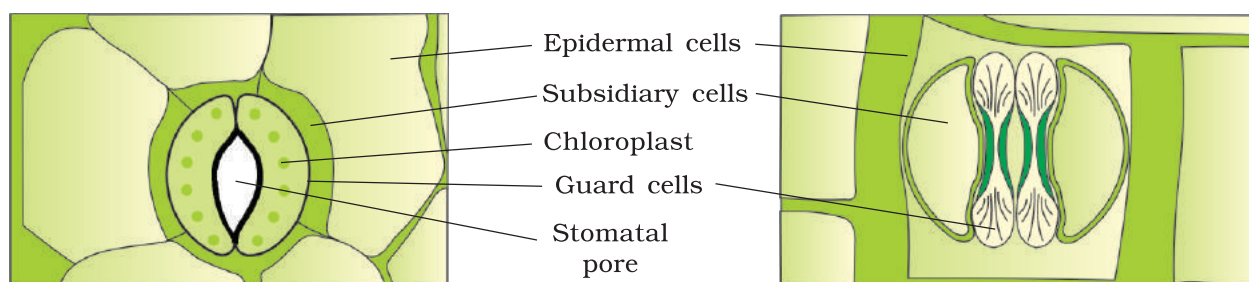 Epidermal cells
Subsidiary cells
Chloroplast
Guard cells
Stomatal
pore